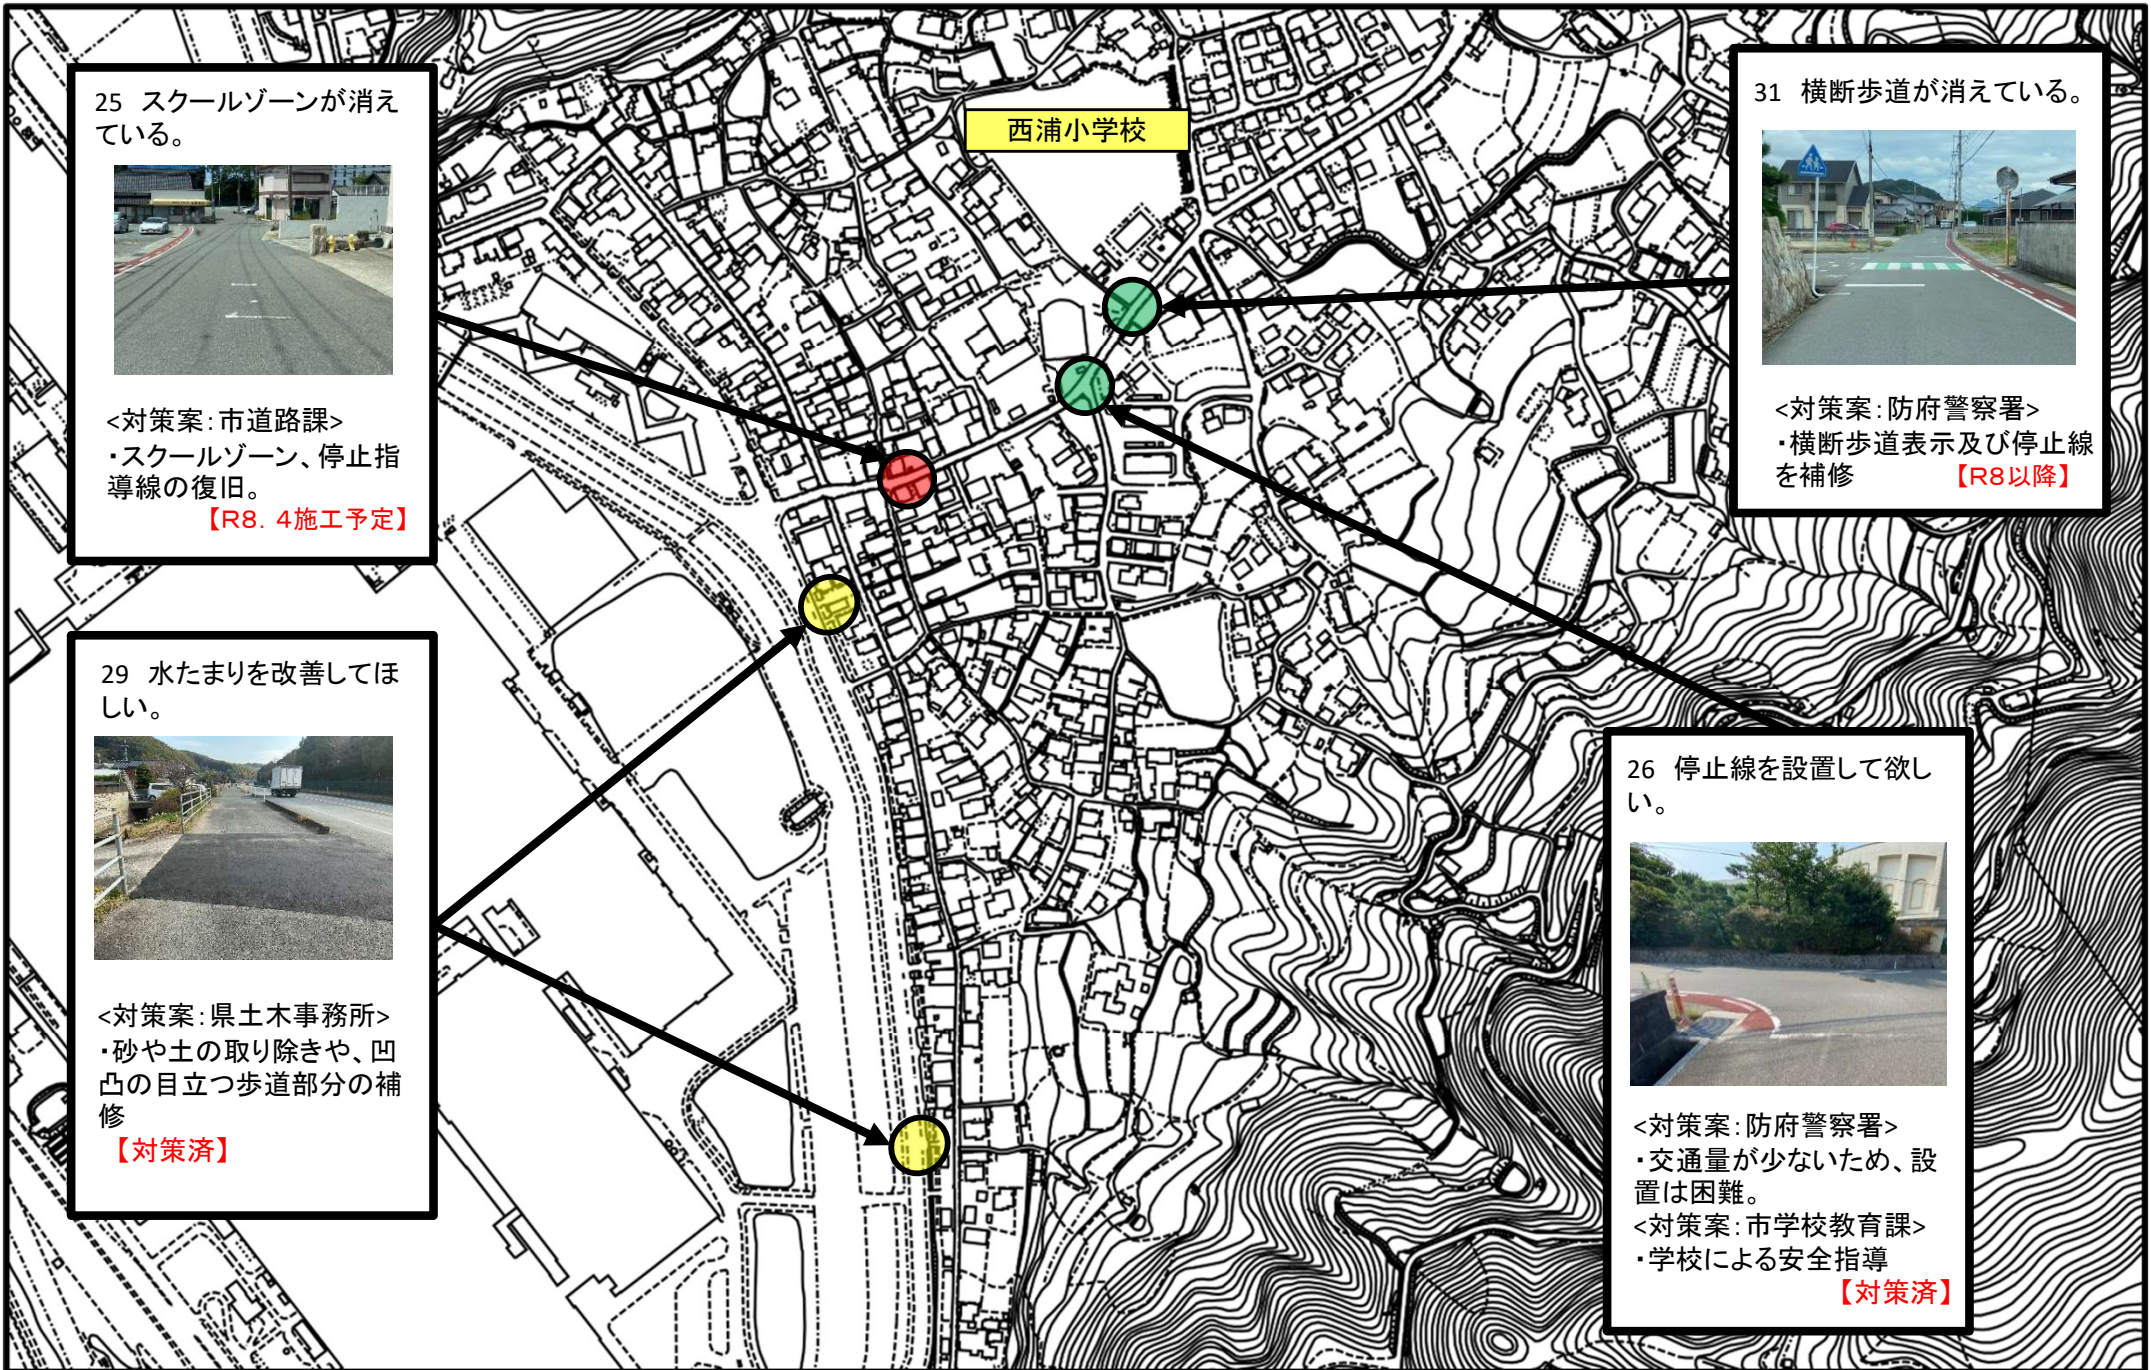 西浦小学校
25 スクールゾーンが消え
ている。
<対策案:市道路課>
・スクールゾーン、停止指
導線の復旧。
【R8．4施工予定】
31 横断歩道が消えている。
<対策案:防府警察署>
・横断歩道表示及び停止線
を補修 【R8以降】
29 水たまりを改善してほ
しい。
<対策案:県土木事務所>
・砂や土の取り除きや、凹
凸の目立つ歩道部分の補
修
【対策済】
26 停止線を設置して欲し
い。
<対策案:防府警察署>
・交通量が少ないため、設
置は困難。
<対策案:市学校教育課>
・学校による安全指導
【対策済】